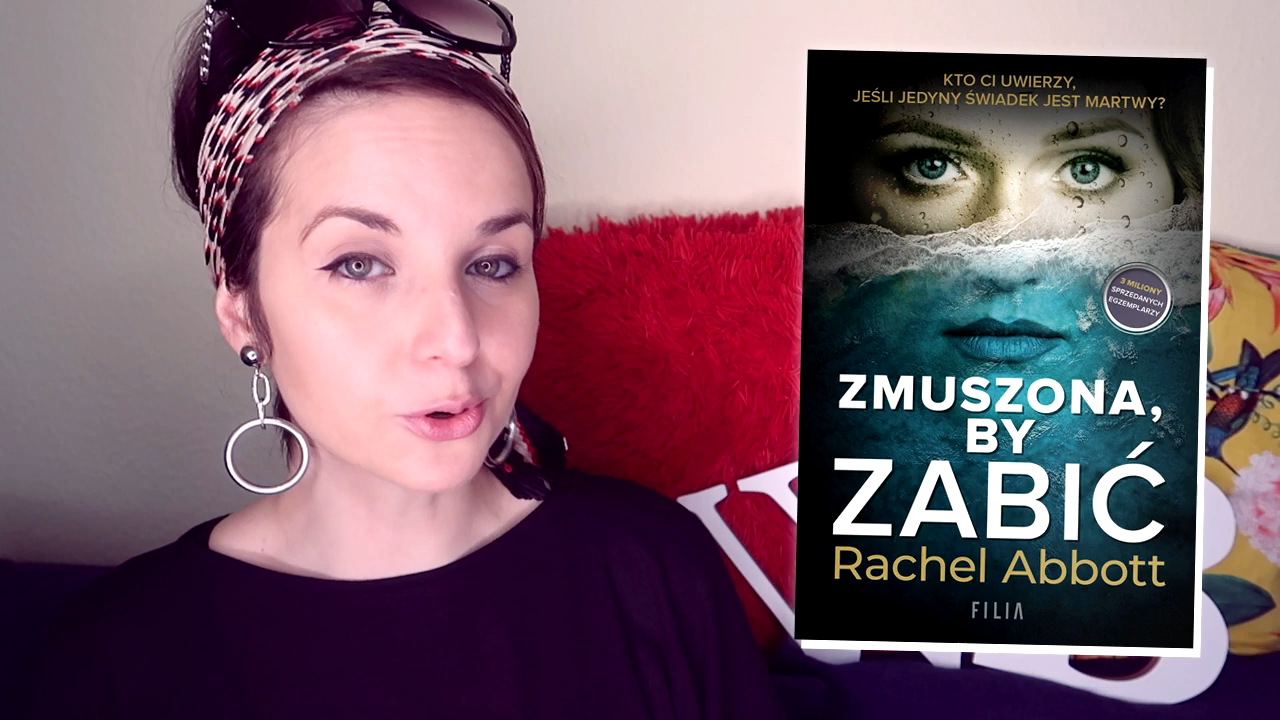 KTO CI UWIERZY,
JEŚLI JEDYNY ŚWIADEK JEST MARTWY?
3 MILIONY
SPRZEDANYCH
EGZEMPLARZY
ZMUSZONA,
BY
ZABIĆ
Rachel Abbott
FILIA